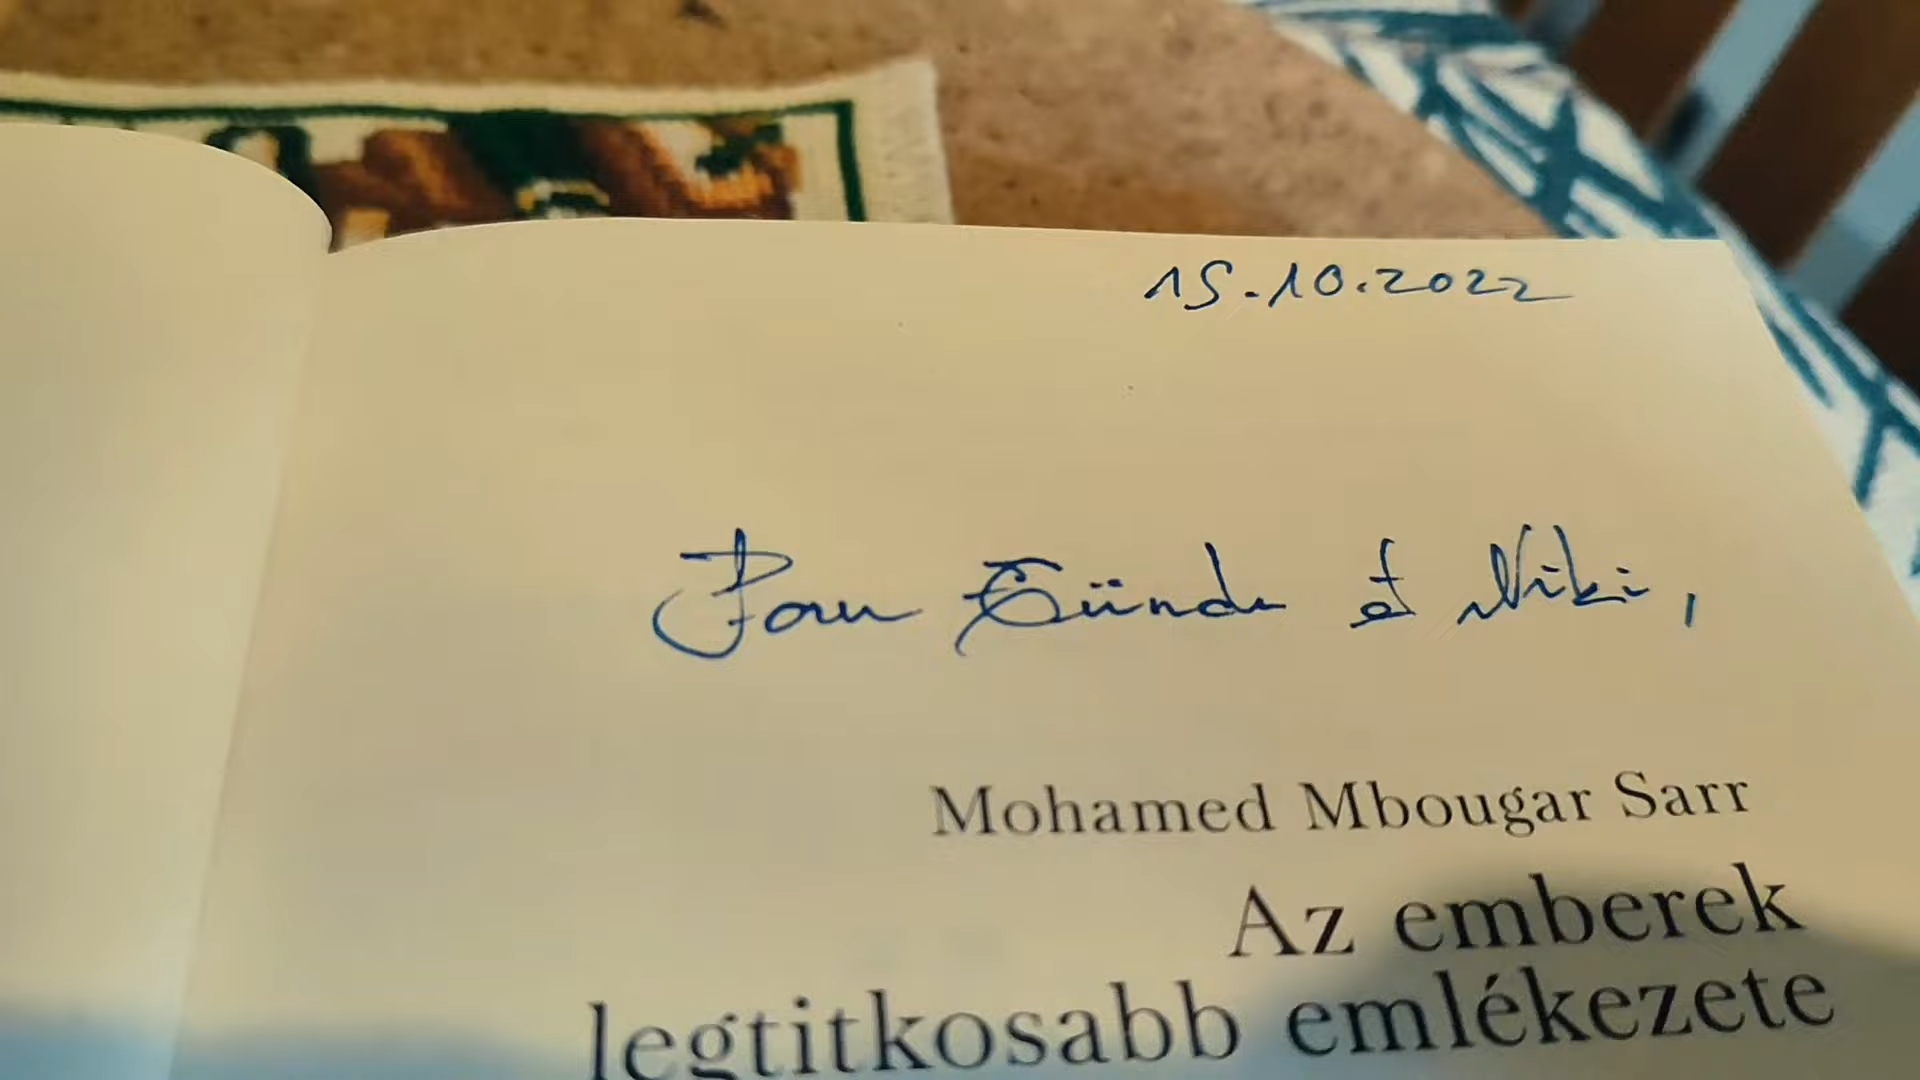 15.10.2022
Pour Tünde et Niki,
Mohamed Mbougar Sarr
Az emberek
legtitkosabb emlékezete